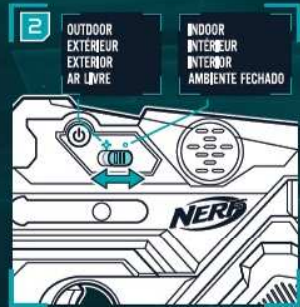 2
OUTDOOR
EXTÉRIEUR
EXTERIOR
AR LIVRE
INDOOR
INTÉRIEUR
INTERIOR
AMBIENTE FECHADO
NERF